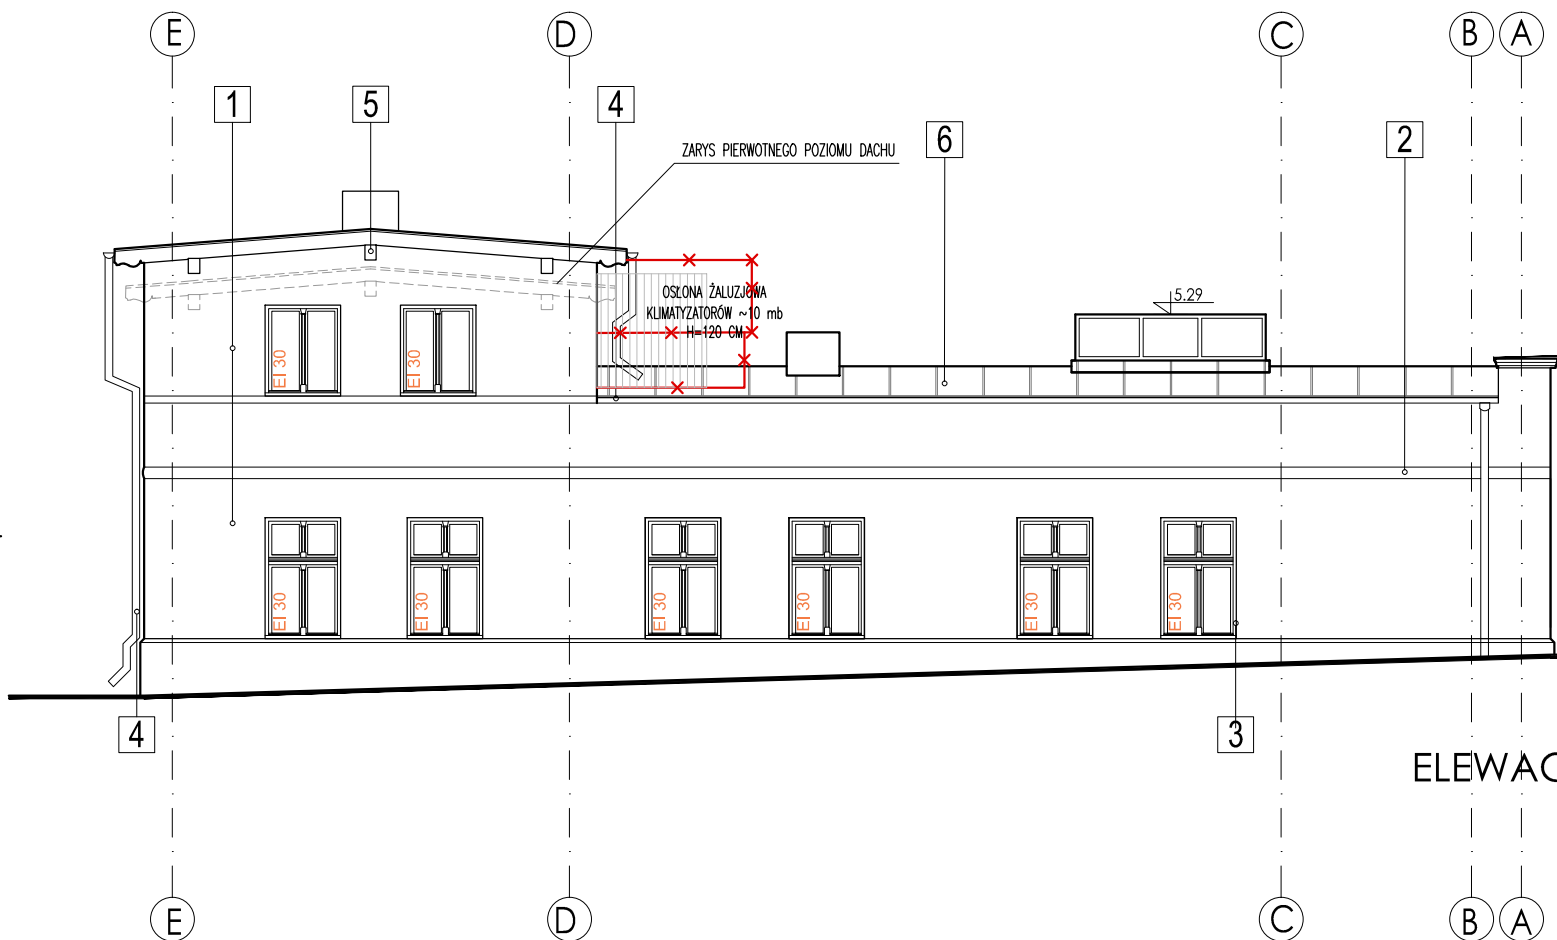 E
D
C
B
A
1
5
4
6
2
ZARYS PIERWOTNEGO POZIOMU DACHU
OSŁONA ŻALUZJOWA
KLIMATYZATORÓW ~10 mb
H=120 CM
5.29
EI 30
EI 30
EI 30
EI 30
EI 30
EI 30
EI 30
EI 30
4
3
ELEWAC
E
D
C
B
A